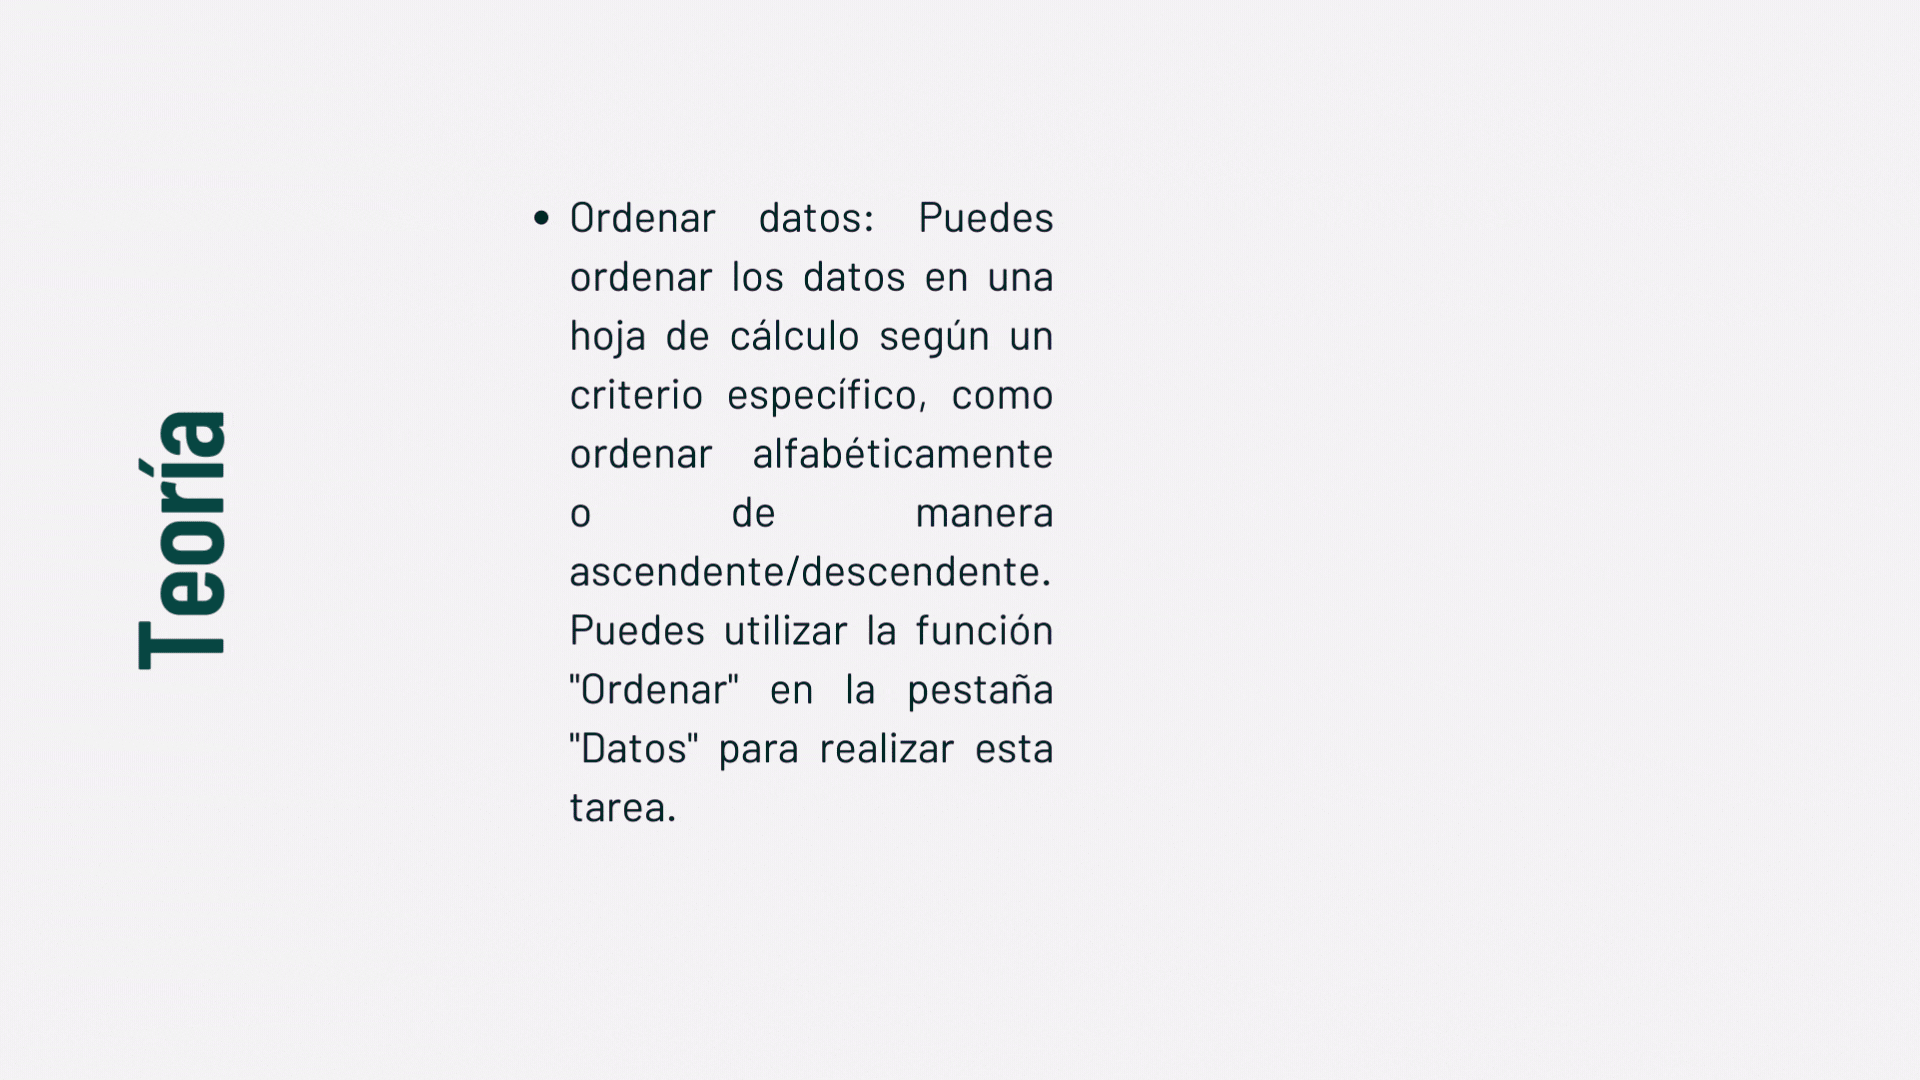 Teoría
• Ordenar datos: Puedes
ordenar los datos en una
hoja de cálculo según un
criterio específico, como
ordenar alfabéticamente
o de manera
ascendente/descendente.
Puedes utilizar la función
"Ordenar" en la pestaña
"Datos" para realizar esta
tarea.